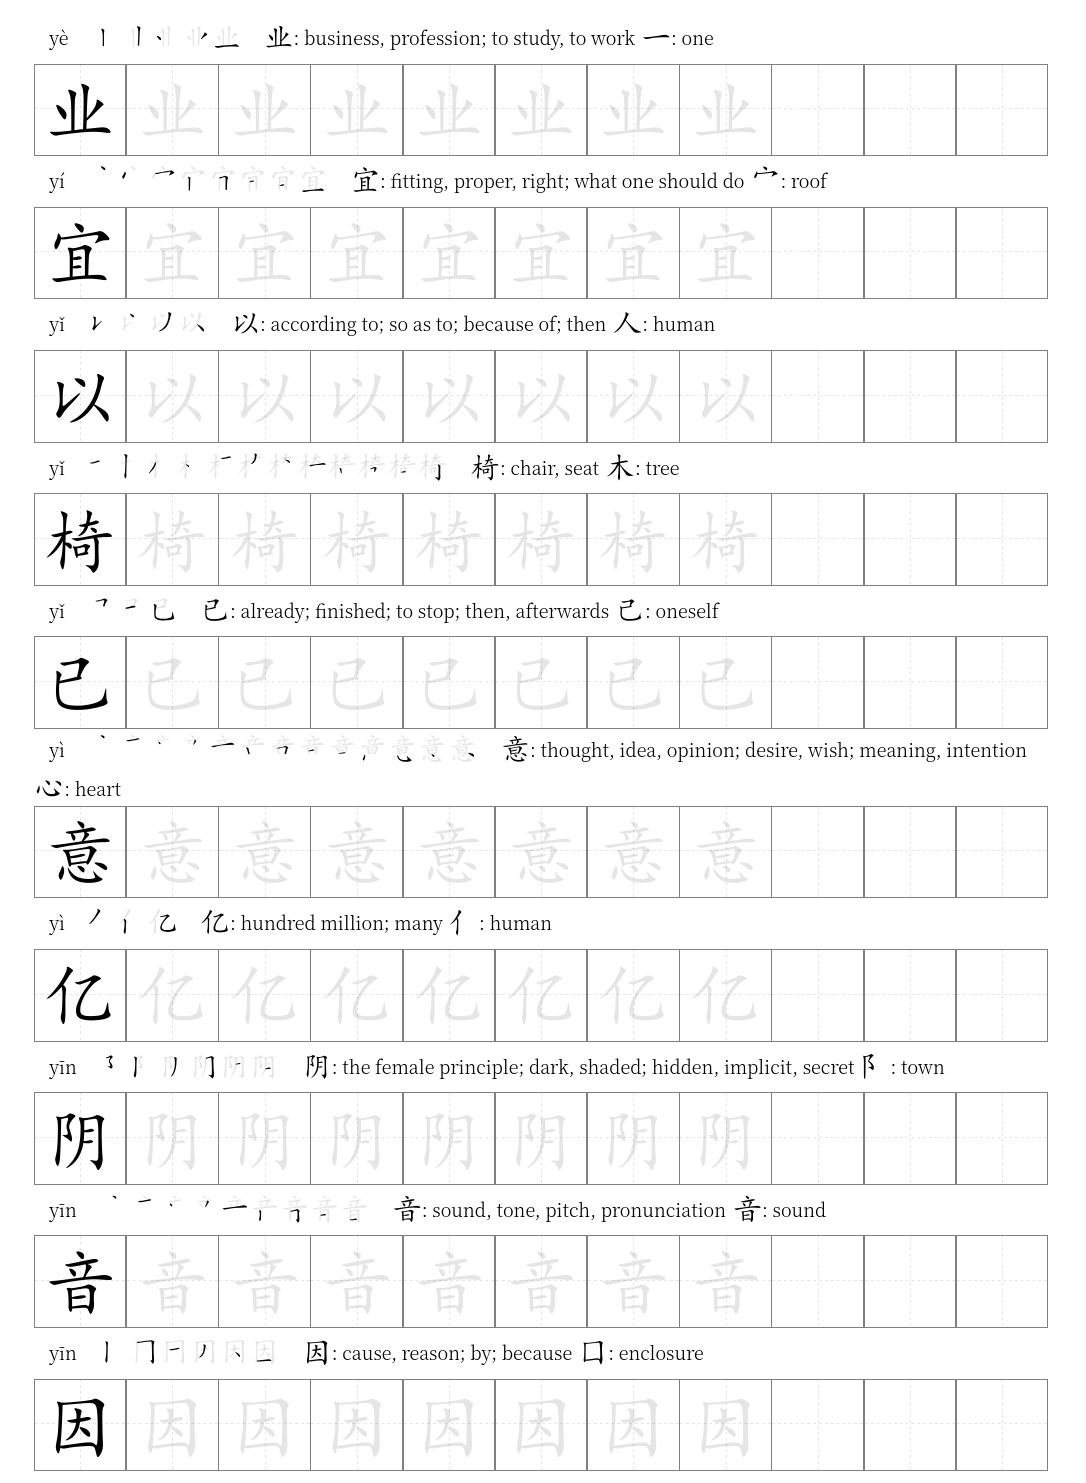 yè 业: business, profession; to study, to work 一: one
业 业 业 业 业 业 业 业
yí 宜: fitting, proper, right; what one should do 宀: roof
宜 宜 宜 宜 宜 宜 宜 宜
yǐ 以: according to; so as to; because of; then 人: human
以 以 以 以 以 以 以 以
yǐ 椅: chair, seat 木: tree
椅 椅 椅 椅 椅 椅 椅 椅
yǐ 已: already; finished; to stop; then, afterwards 己: oneself
已 已 已 已 已 已 已 已
yì 意: thought, idea, opinion; desire, wish; meaning, intention
心: heart
意 意 意 意 意 意 意 意
yì 亿: hundred million; many 亻: human
亿 亿 亿 亿 亿 亿 亿 亿
yīn 阴: the female principle; dark, shaded; hidden, implicit, secret 阝: town
阴 阴 阴 阴 阴 阴 阴 阴
yīn 音: sound, tone, pitch, pronunciation 音: sound
音 音 音 音 音 音 音 音
yīn 因: cause, reason; by; because 囗: enclosure
因 因 因 因 因 因 因 因